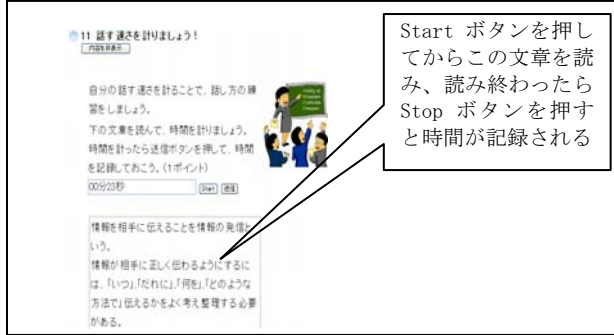 11 話す速さを計りましょう！
内容を非表示
自分の話す速さを計ることで、話し方の練
習をしましょう。
下の文章を読んで、時間を計りましょう。
時間を計ったら送信ボタンを押して、時間
を記録しておこう。(1ポイント)
00分23秒
Start 送信
情報を相手に伝えることを情報の発信と
いう。
情報が相手に正しく伝わるようにするに
は、「いつ」、「だれに」、「何を」、「どのような
方法で」伝えるかをよく考え整理する必要
がある。
Start ボタンを押し
てからこの文章を読
み、読み終わったら
Stop ボタンを押す
と時間が記録される